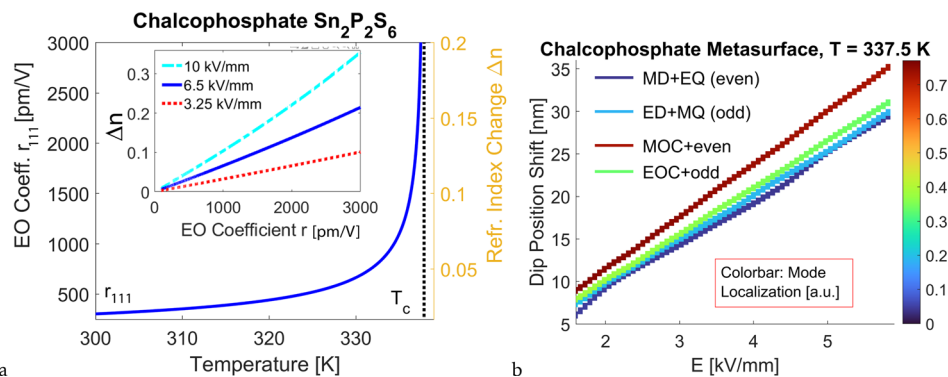 Chalcophosphate Sn2P2S6
3000
2500
2000
1500
1000
500
EO Coeff. r111 [pm/V]
0.3
0.2
0.1
0
Δn
10 kV/mm
6.5 kV/mm
3.25 kV/mm
0
1000
2000
3000
EO Coefficient r [pm/V]
r111
Tc
0.2
0.15
0.1
0.05
Refr. Index Change Δn
300
310
320
330
Temperature [K]
a
Chalcophosphate Metasurface, T = 337.5 K
35
30
25
20
15
10
5
Dip Position Shift [nm]
MD+EQ (even)
ED+MQ (odd)
MOC+even
EOC+odd
Colorbar: Mode
Localization [a.u.]
0.7
0.6
0.5
0.4
0.3
0.2
0.1
0
2
3
4
5
E [kV/mm]
b